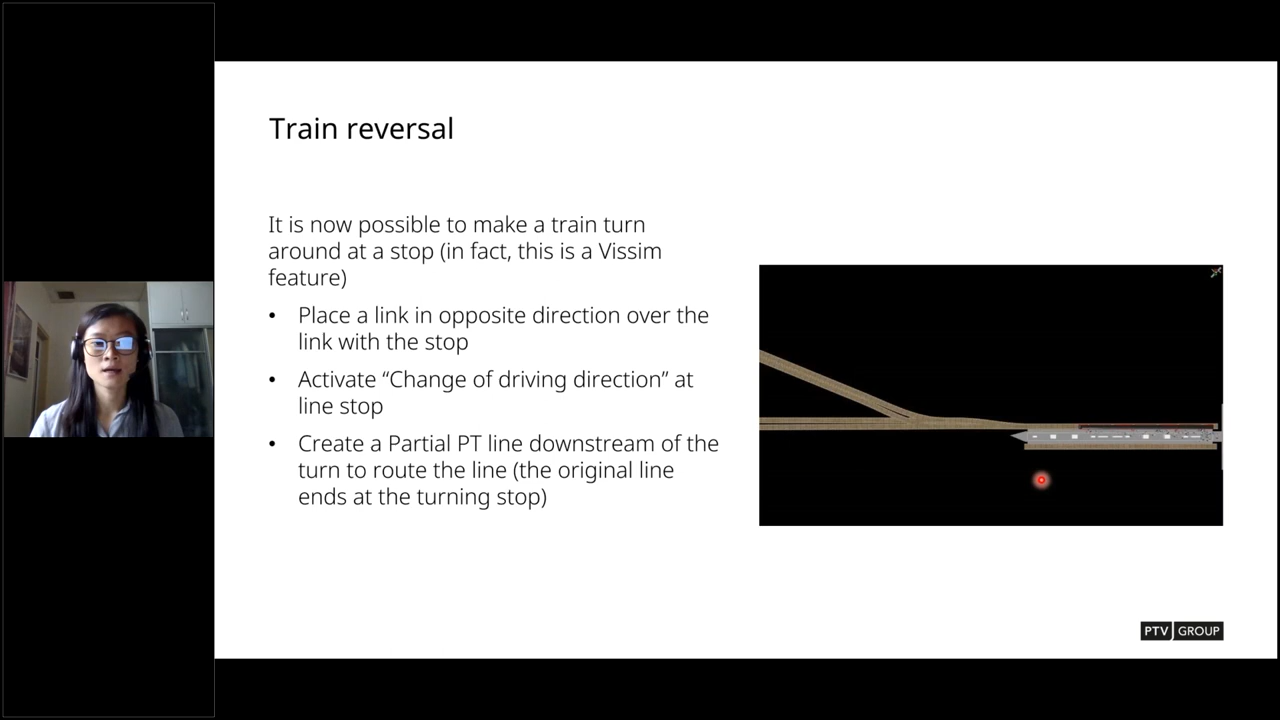 Train reversal
It is now possible to make a train turn
around at a stop (in fact, this is a Vissim
feature)
• Place a link in opposite direction over the
link with the stop
• Activate “Change of driving direction” at
line stop
• Create a Partial PT line downstream of the
turn to route the line (the original line
ends at the turning stop)
PTV GROUP